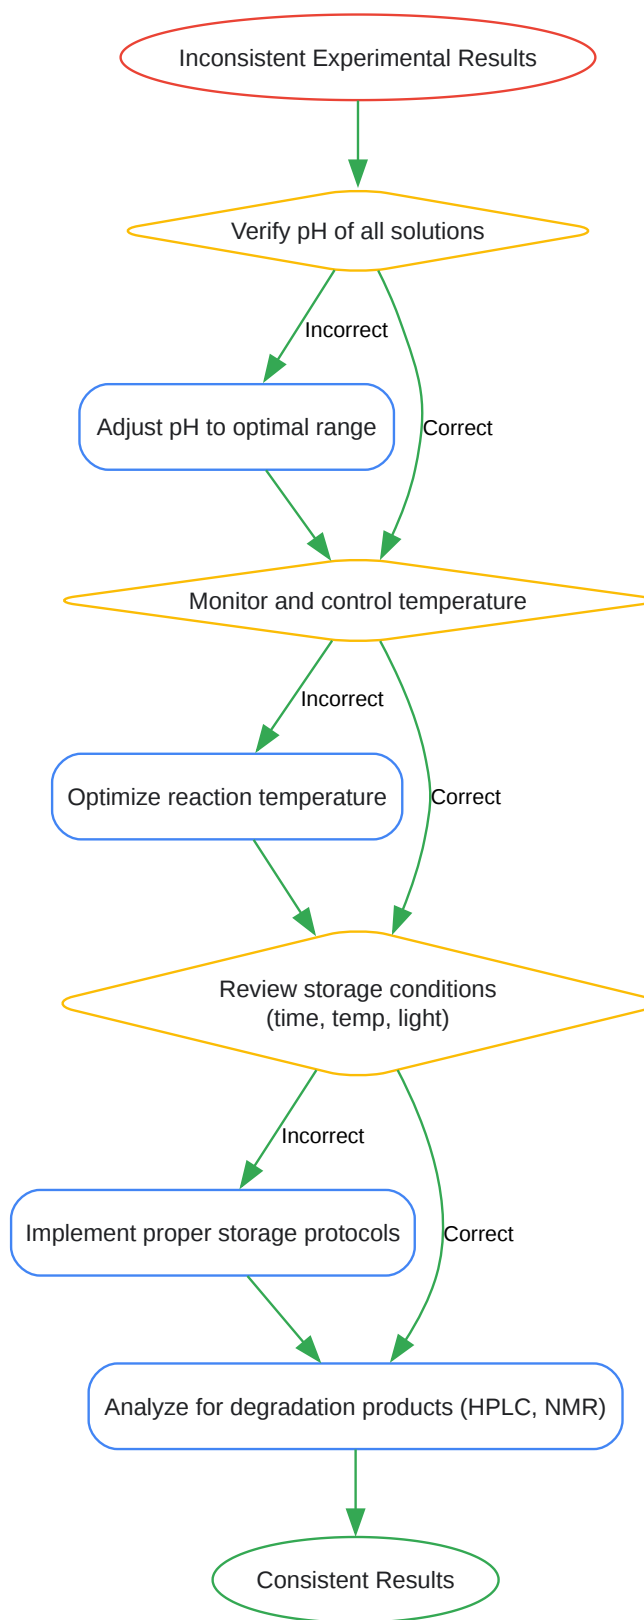 Inconsistent Experimental Results
Verify pH of all solutions
Incorrect
Adjust pH to optimal range
Correct
Monitor and control temperature
Incorrect
Optimize reaction temperature
Correct
Review storage conditions
(time, temp, light)
Incorrect
Implement proper storage protocols
Correct
Analyze for degradation products (HPLC, NMR)
Consistent Results